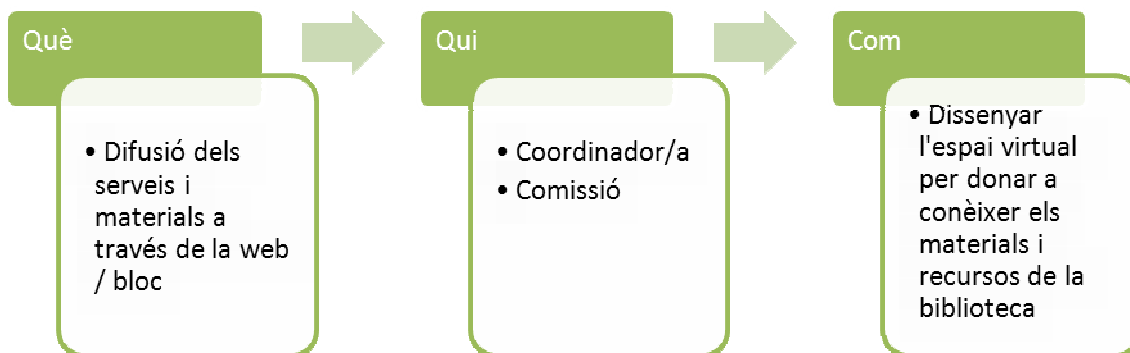 Què
• Difusió dels
serveis i
materials a
través de la web
/ bloc
Qui
• Coordinador/a
• Comissió
Com
• Dissenyar
l'espai virtual
per donar a
conèixer els
materials i
recursos de la
biblioteca